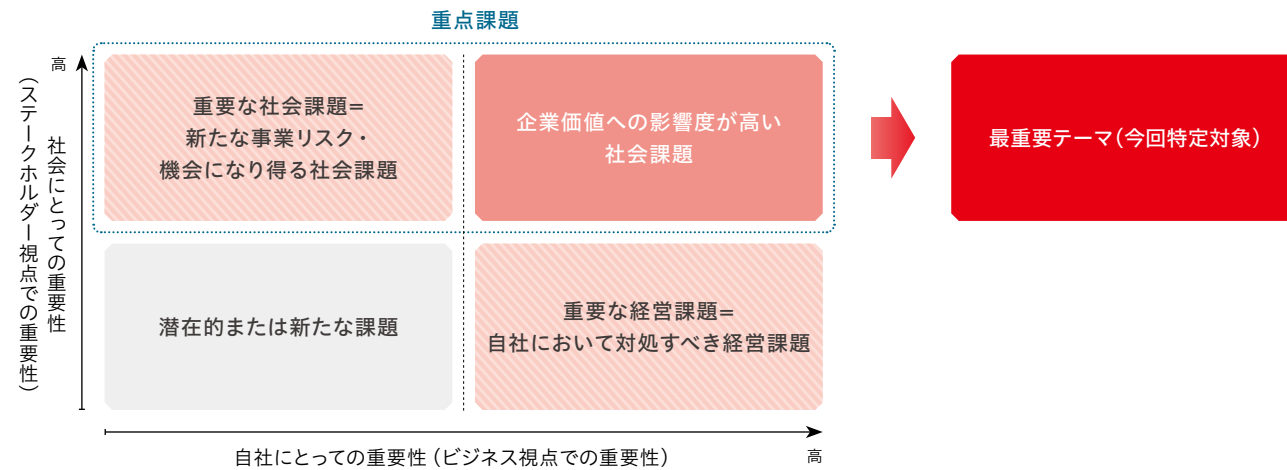 重点課題
高
社会にとっての重要性
（ステークホルダー視点での重要性）
重要な社会課題＝
新たな事業リスク・
機会になり得る社会課題
企業価値への影響度が高い
社会課題
最重要テーマ（今回特定対象）
潜在的または新たな課題
重要な経営課題＝
自社において対処すべき経営課題
自社にとっての重要性（ビジネス視点での重要性）
高